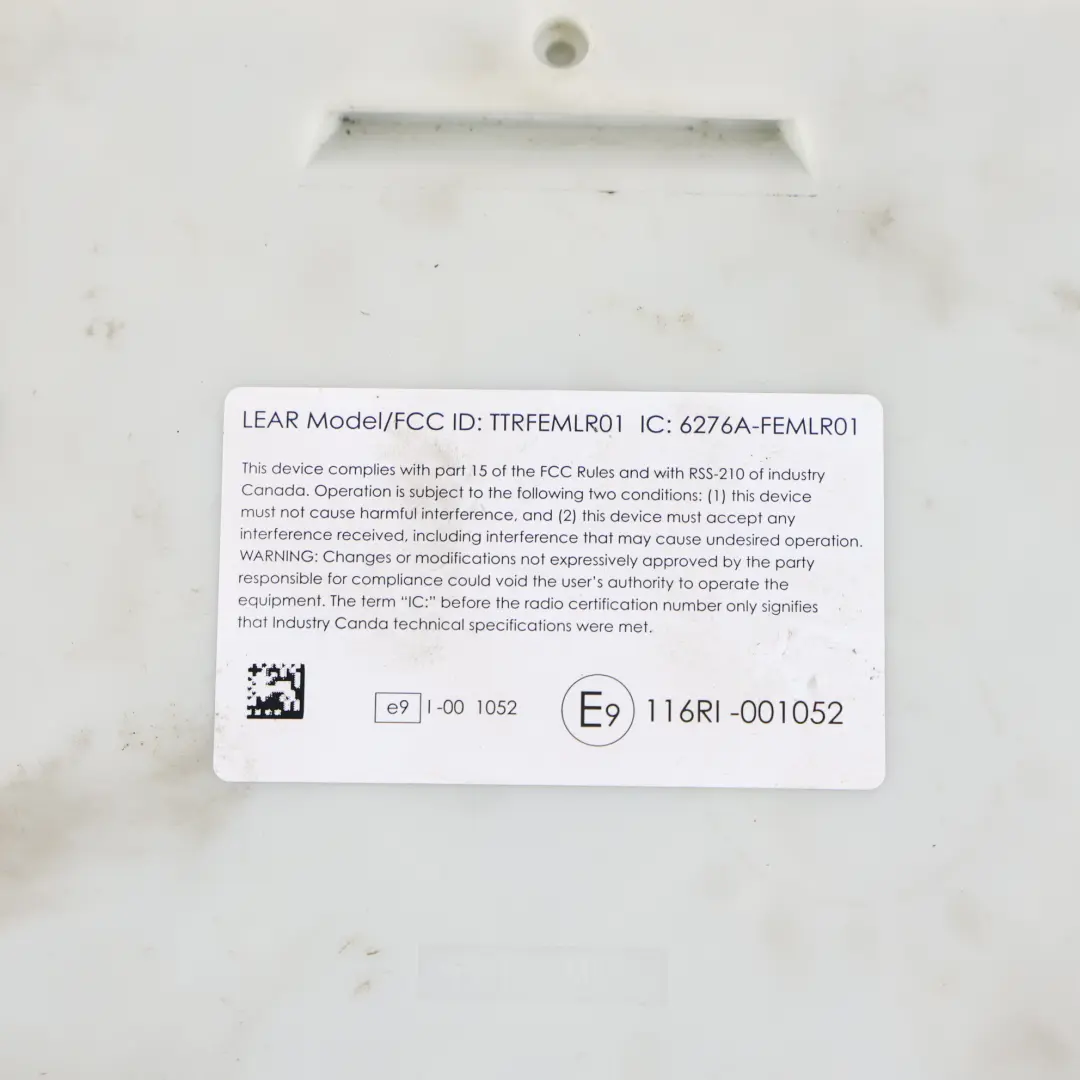 LEAR Model/FCC ID: TTRFEMLR01 IC: 6276A-FEMLR01
This device complies with part 15 of the FCC Rules and with RSS-210 of industry
Canada. Operation is subject to the following two conditions: (1) this device
must not cause harmful interference, and (2) this device must accept any
interference received, including interference that may cause undesired operation.
WARNING: Changes or modifications not expressively approved by the party
responsible for compliance could void the user's authority to operate the
equipment. The term “IC:” before the radio certification number only signifies
that Industry Canda technical specifications were met.
e9 I-00 1052 E9 116RI-001052